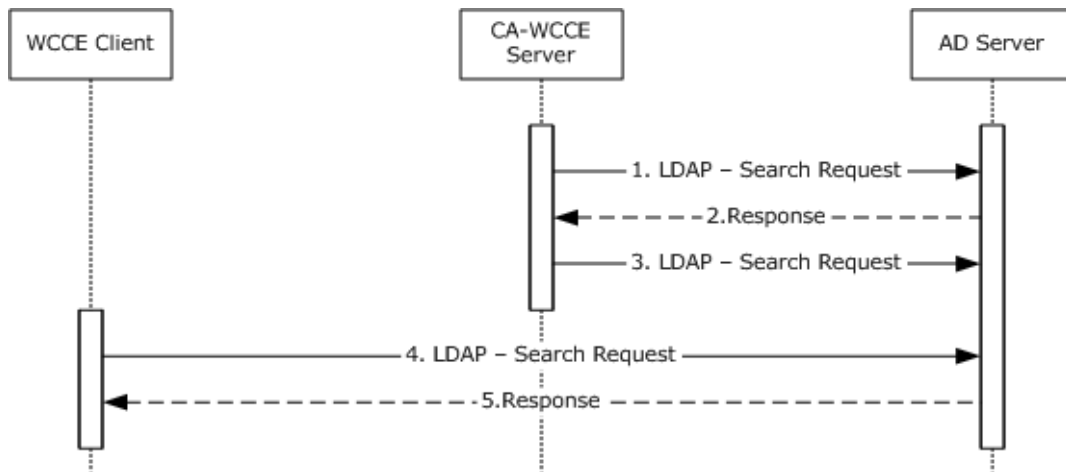 WCCE Client
CA-WCCE
Server
AD Server
1. LDAP – Search Request
2.Response
3. LDAP – Search Request
4. LDAP – Search Request
5.Response